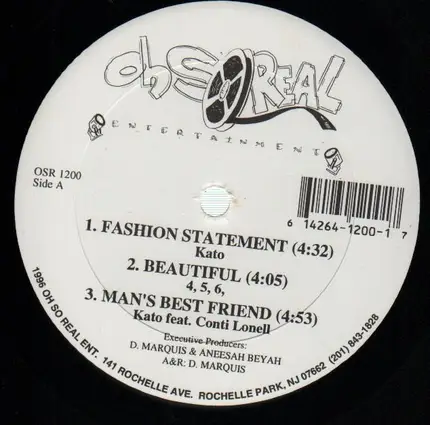 Oh So REAL
ENTERTAINMENT
OSR 1200
Side A
6 14264-1200-1 7
1. FASHION STATEMENT (4:32)
Kato
2. BEAUTIFUL (4:05)
4, 5, 6,
3. MAN'S BEST FRIEND (4:53)
Kato feat. Conti Lonell
Executive Producers:
D. MARQUIS & ANEESAH BEYAH
A&R: D. MARQUIS
1996 OH SO REAL ENT. 141 ROCHELLE AVE. ROCHELLE PARK, NJ 07662 (201) 843-1828